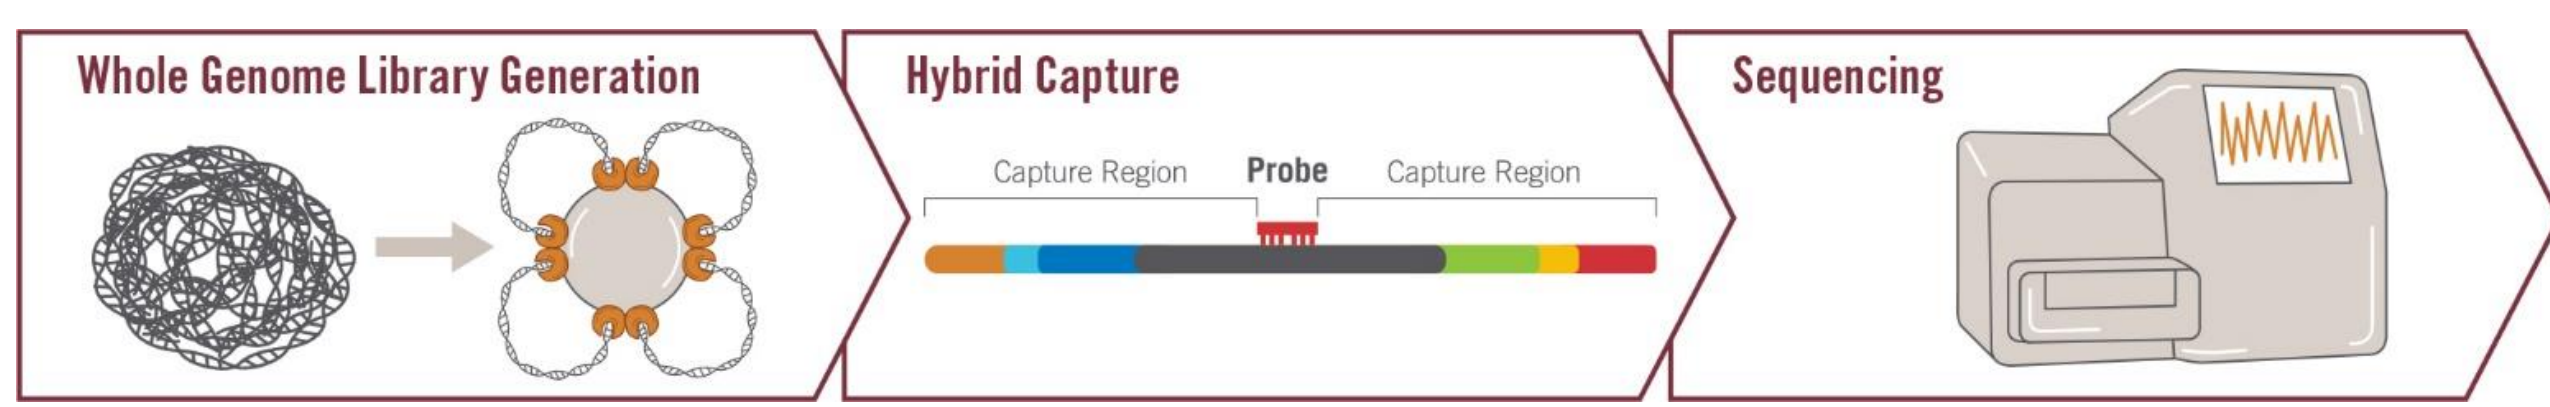 Whole Genome Library Generation
Hybrid Capture
Capture Region
Probe
Capture Region
Sequencing